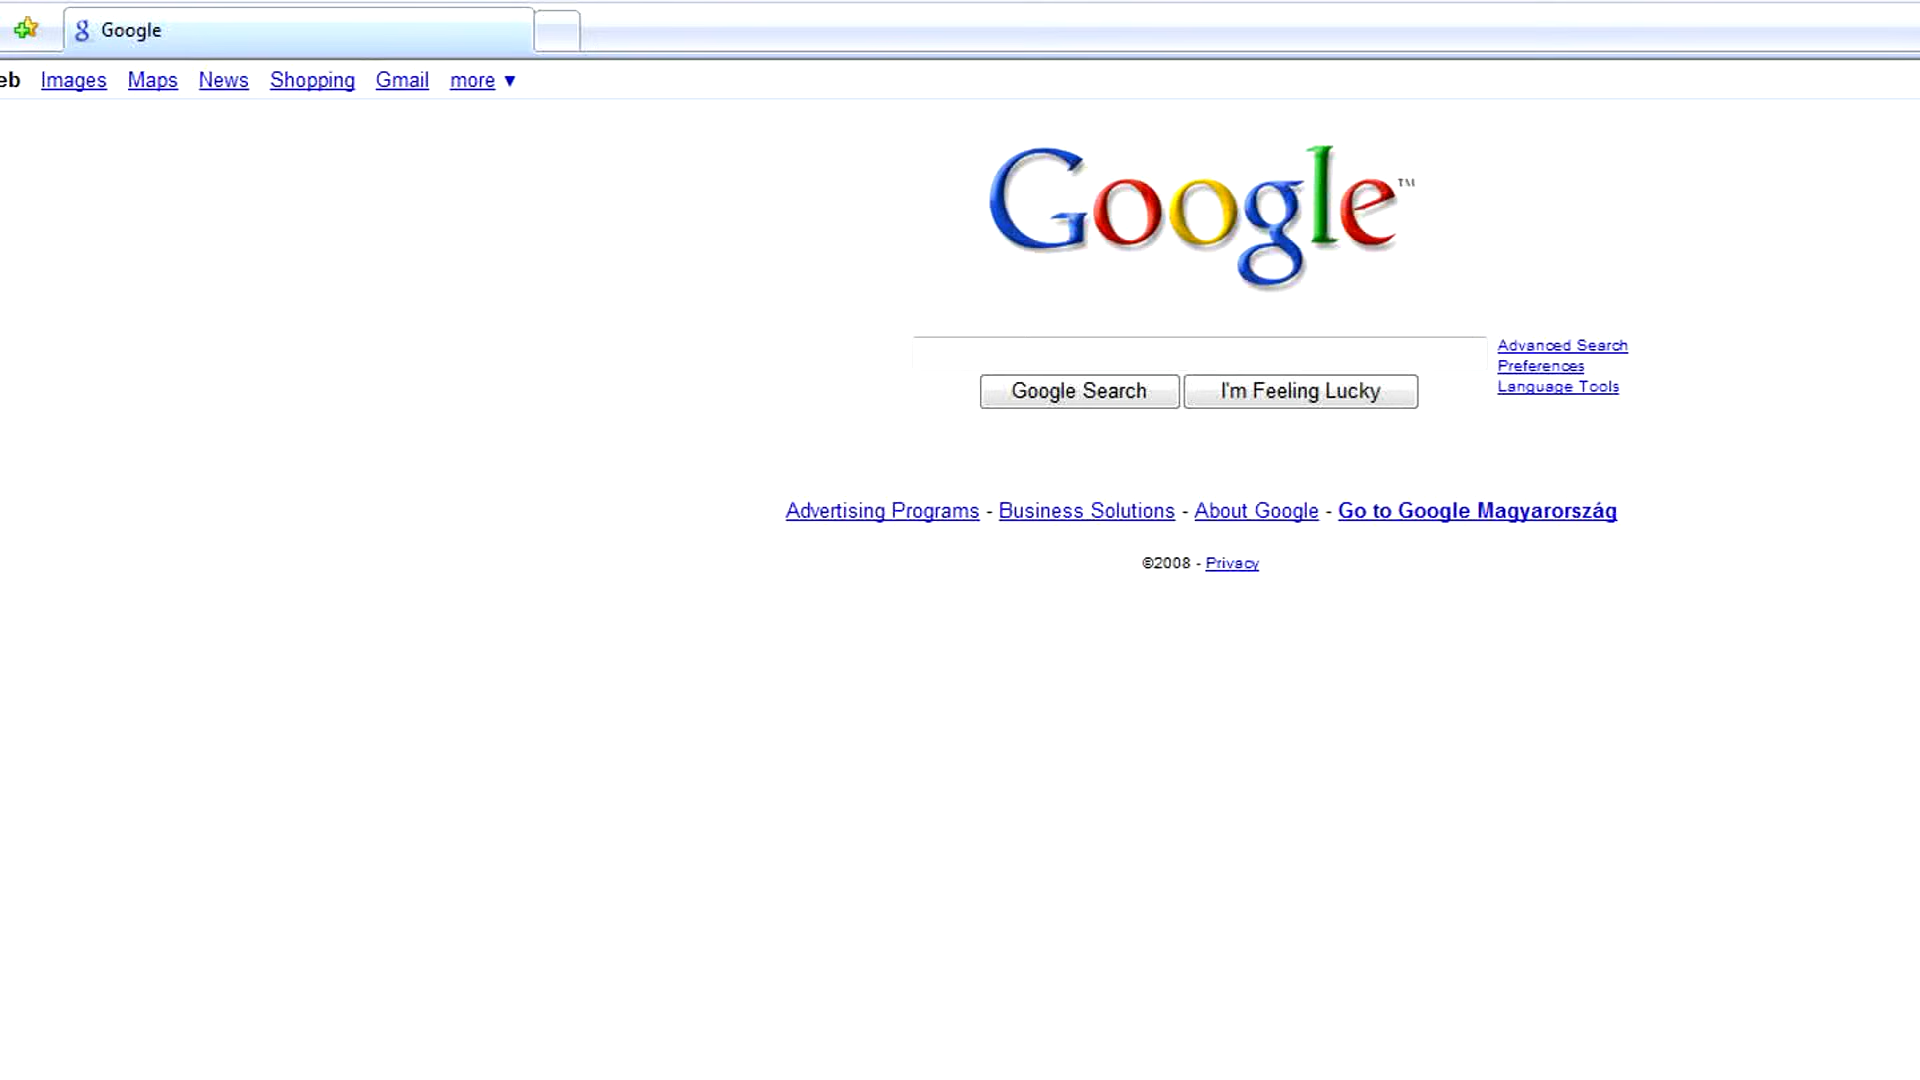 Google
eb Images Maps News Shopping Gmail more ▼
Google™
Advanced Search
Preferences
Language Tools
Google Search I'm Feeling Lucky
Advertising Programs - Business Solutions - About Google - Go to Google Magyarország
©2008 - Privacy